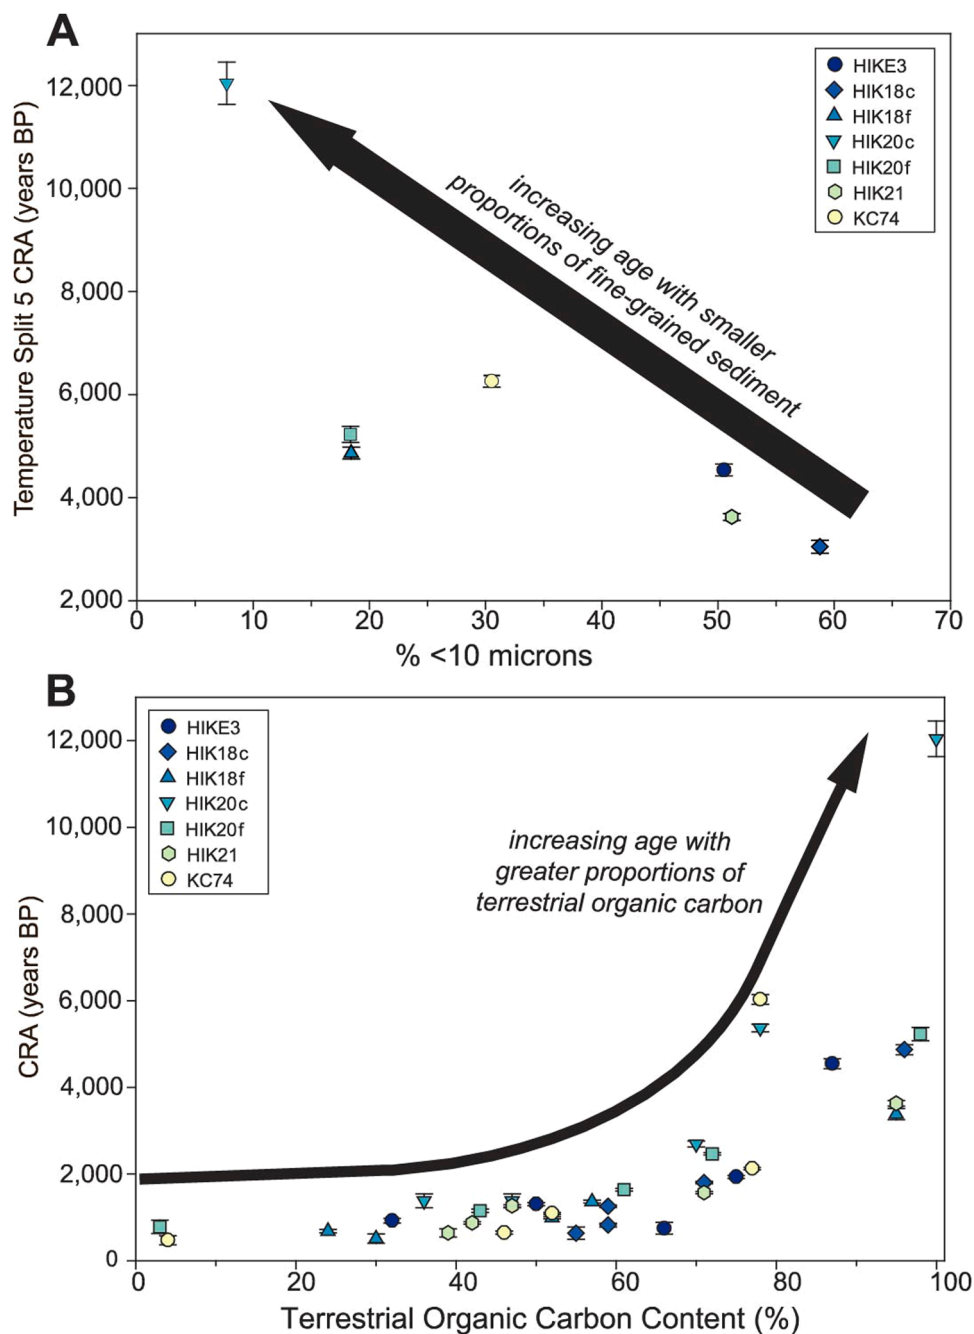 A
Temperature Split 5 CRA (years BP)
12,000
10,000
8,000
6,000
4,000
2,000
0
10
20
30
40
50
60
70
% <10 microns
increasing age with smaller
proportions of fine-grained sediment
HIKE3
HIK18c
HIK18f
HIK20c
HIK20f
HIK21
KC74
B
CRA (years BP)
12,000
10,000
8,000
6,000
4,000
2,000
0
0
20
40
60
80
100
Terrestrial Organic Carbon Content (%)
HIKE3
HIK18c
HIK18f
HIK20c
HIK20f
HIK21
KC74
increasing age with
greater proportions of
terrestrial organic carbon